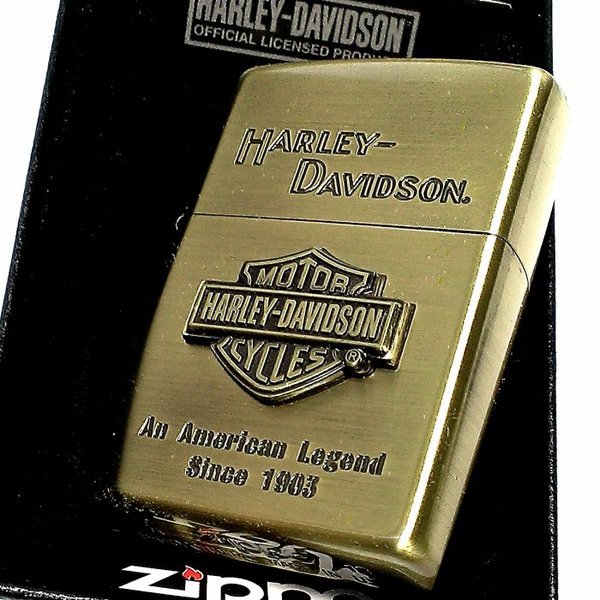 HARLEY-DAVIDSON
OFFICIAL LICENSED PRODU
HARLEY-
DAVIDSON.
MOTOR
HARLEY-DAVIDSON
CYCLES ®
An American Legend
Since 1903
zippo